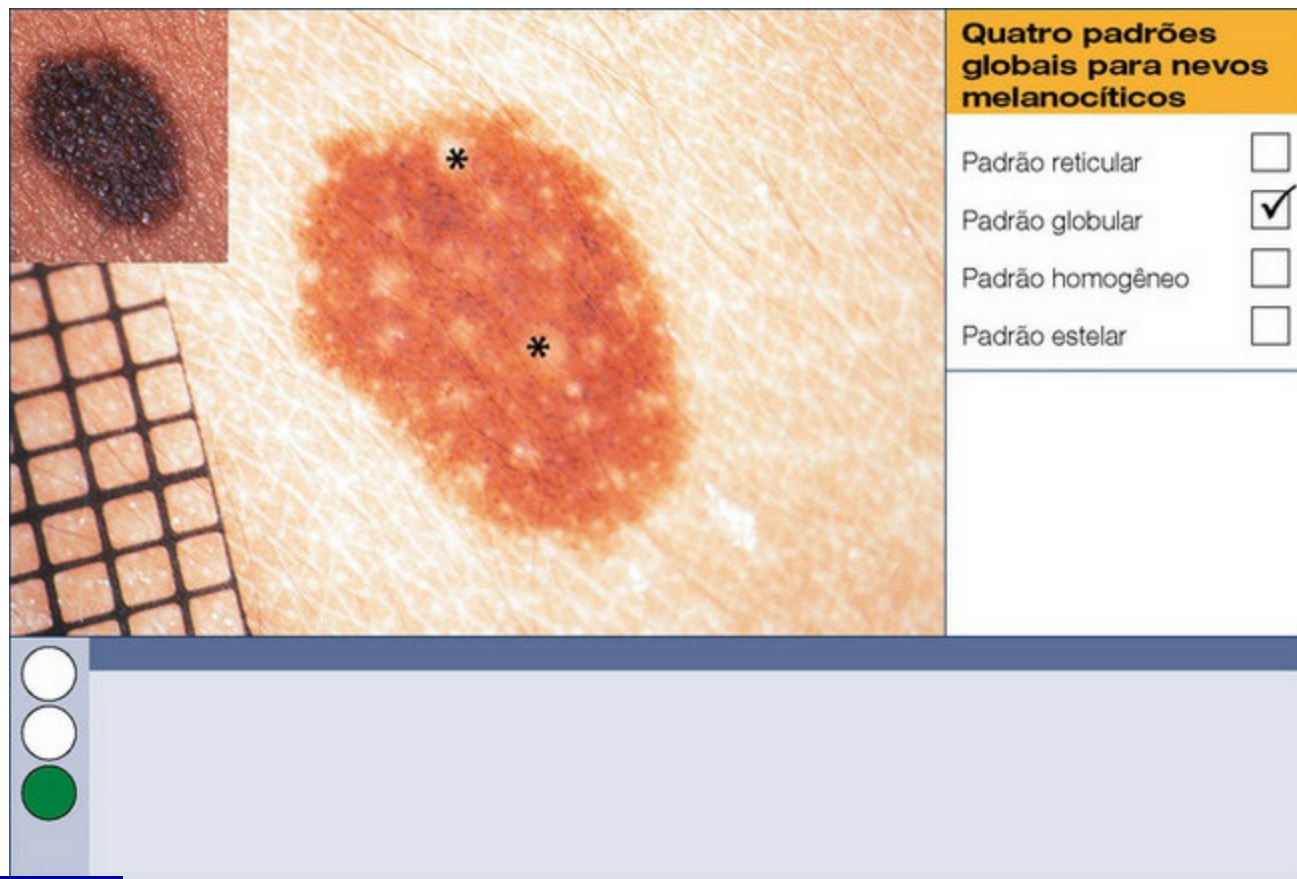 Quatro padrões
globais para nevos
melanocíticos
Padrão reticular
Padrão globular
Padrão homogêneo
Padrão estelar
*
*